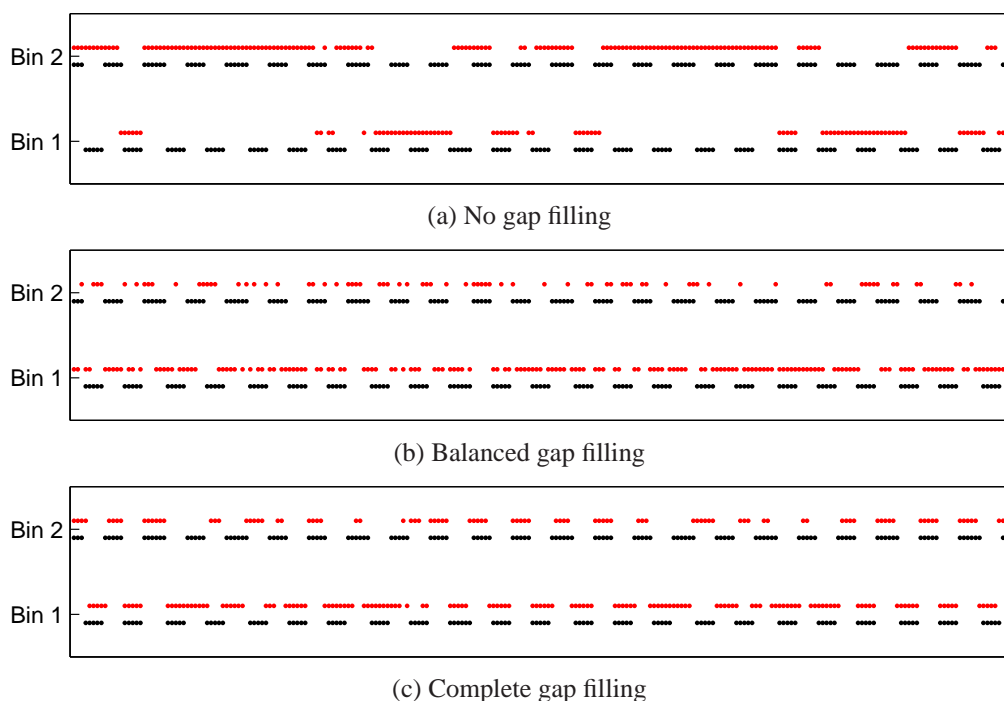 Bin 2
Bin 1
(a) No gap filling
Bin 2
Bin 1
(b) Balanced gap filling
Bin 2
Bin 1
(c) Complete gap filling